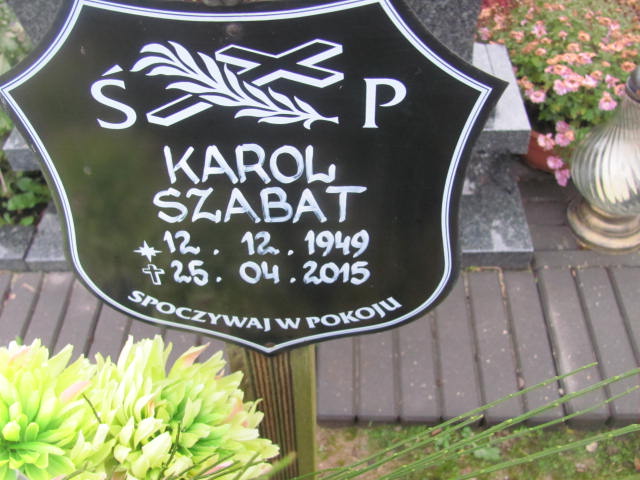 Ś P
KAROL
SZABAT
12. 12. 1949
25. 04. 2015
SPOCZYWAJ W POKOJU